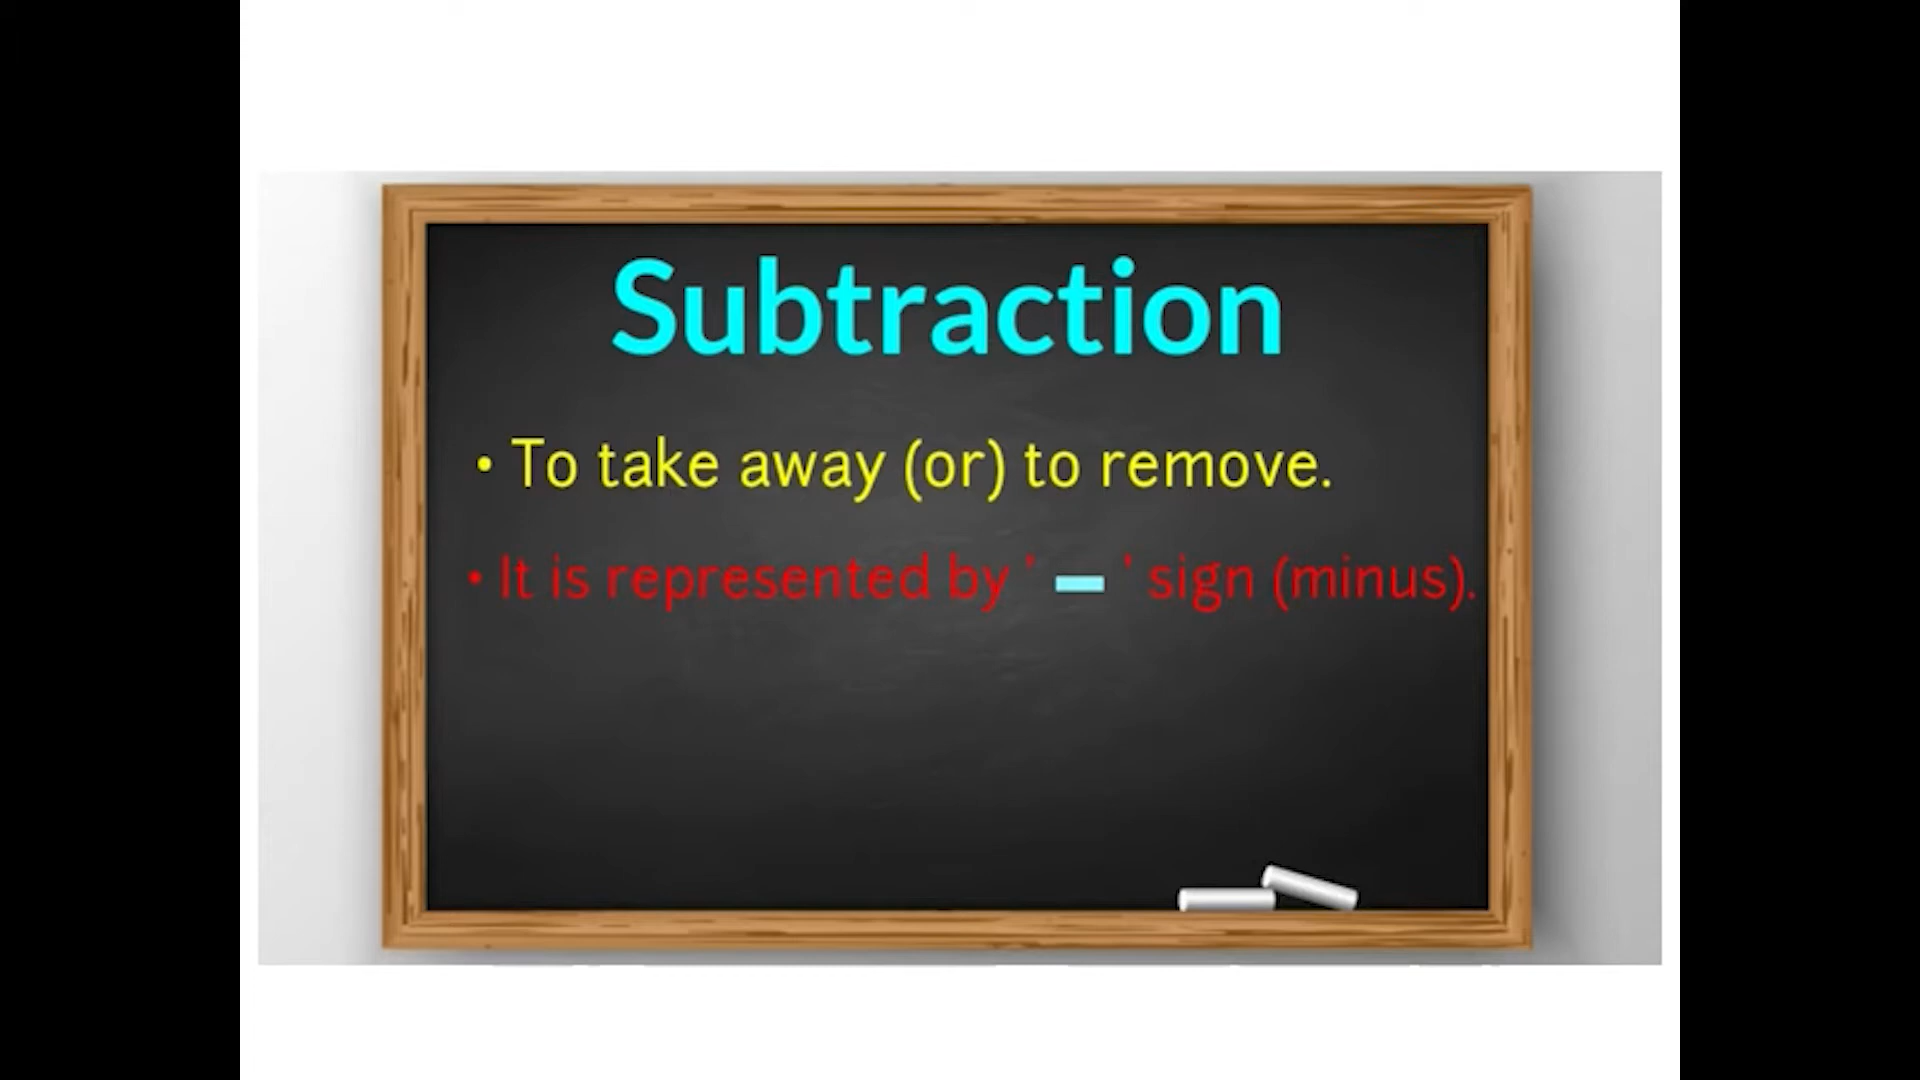 Subtraction
• To take away (or) to remove.
• It is represented by ' - ' sign (minus).